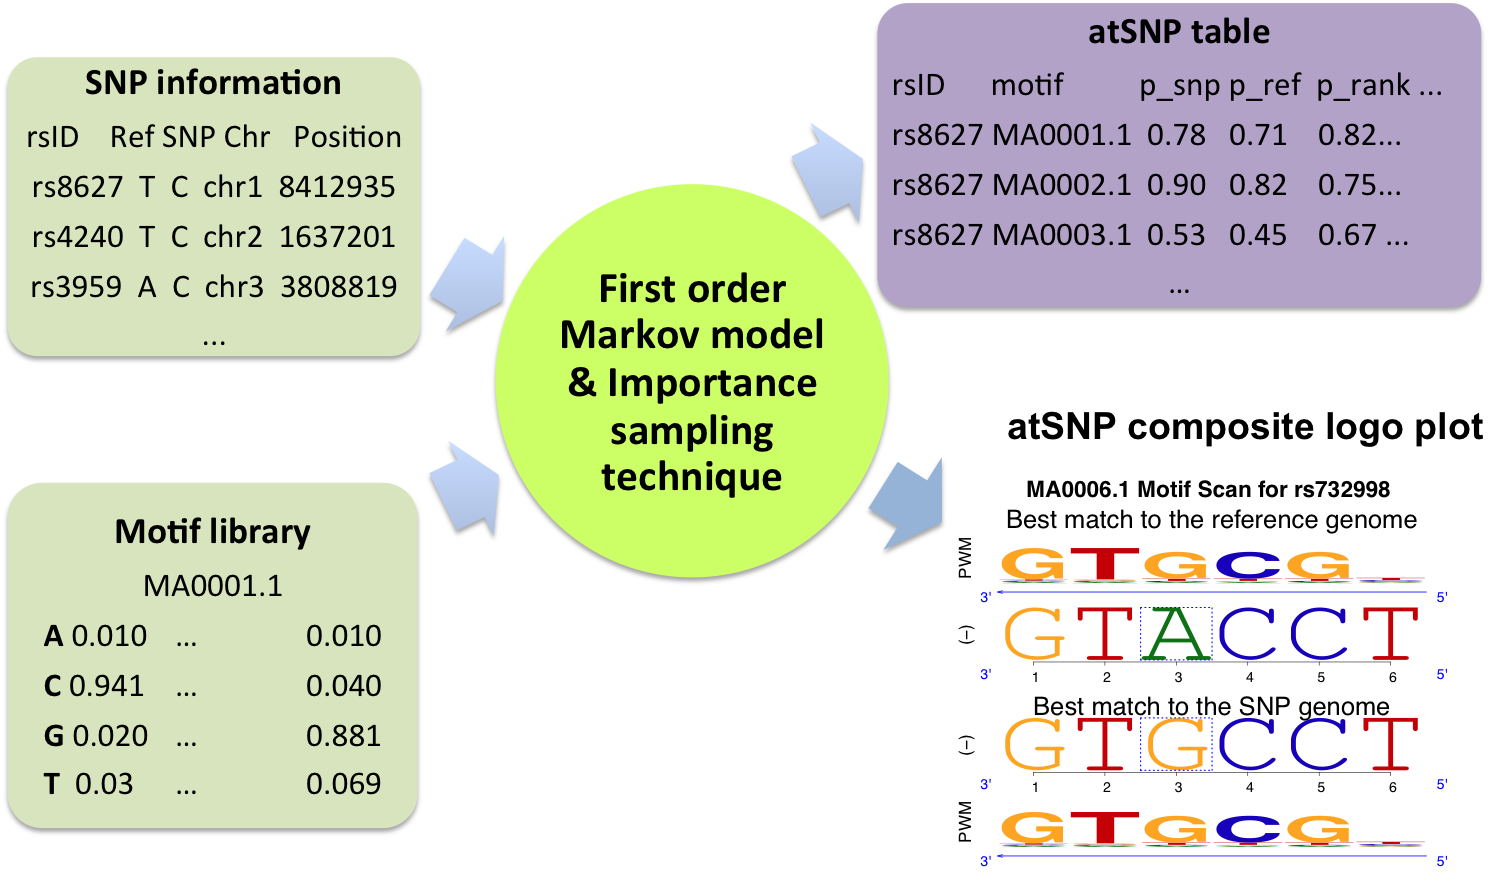 SNP information
rsID Ref SNP Chr Position
rs8627 T C chr1 8412935
rs4240 T C chr2 1637201
rs3959 A C chr3 3808819
...
Motif library
MA0001.1
A 0.010 ... 0.010
C 0.941 ... 0.040
G 0.020 ... 0.881
T 0.03 ... 0.069
First order
Markov model
& Importance
sampling
technique
atSNP table
rsID motif p_snp p_ref p_rank ...
rs8627 MA0001.1 0.78 0.71 0.82...
rs8627 MA0002.1 0.90 0.82 0.75...
rs8627 MA0003.1 0.53 0.45 0.67 ...
...
atSNP composite logo plot
MA0006.1 Motif Scan for rs732998
Best match to the reference genome
PWM
GTGCG
3' 5'
(−)
GTACCT
3' 1 2 3 4 5 6 5'
Best match to the SNP genome
(−)
GTGCCT
3' 1 2 3 4 5 6 5'
PWM
GTGCG
3' 5'